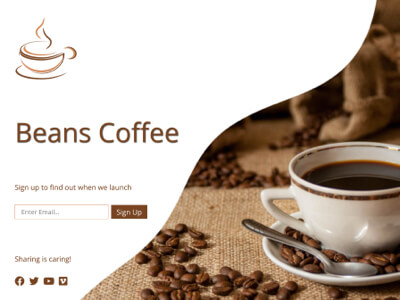 Beans Coffee
Sign up to find out when we launch
Enter Email...
Sign Up
Sharing is caring!